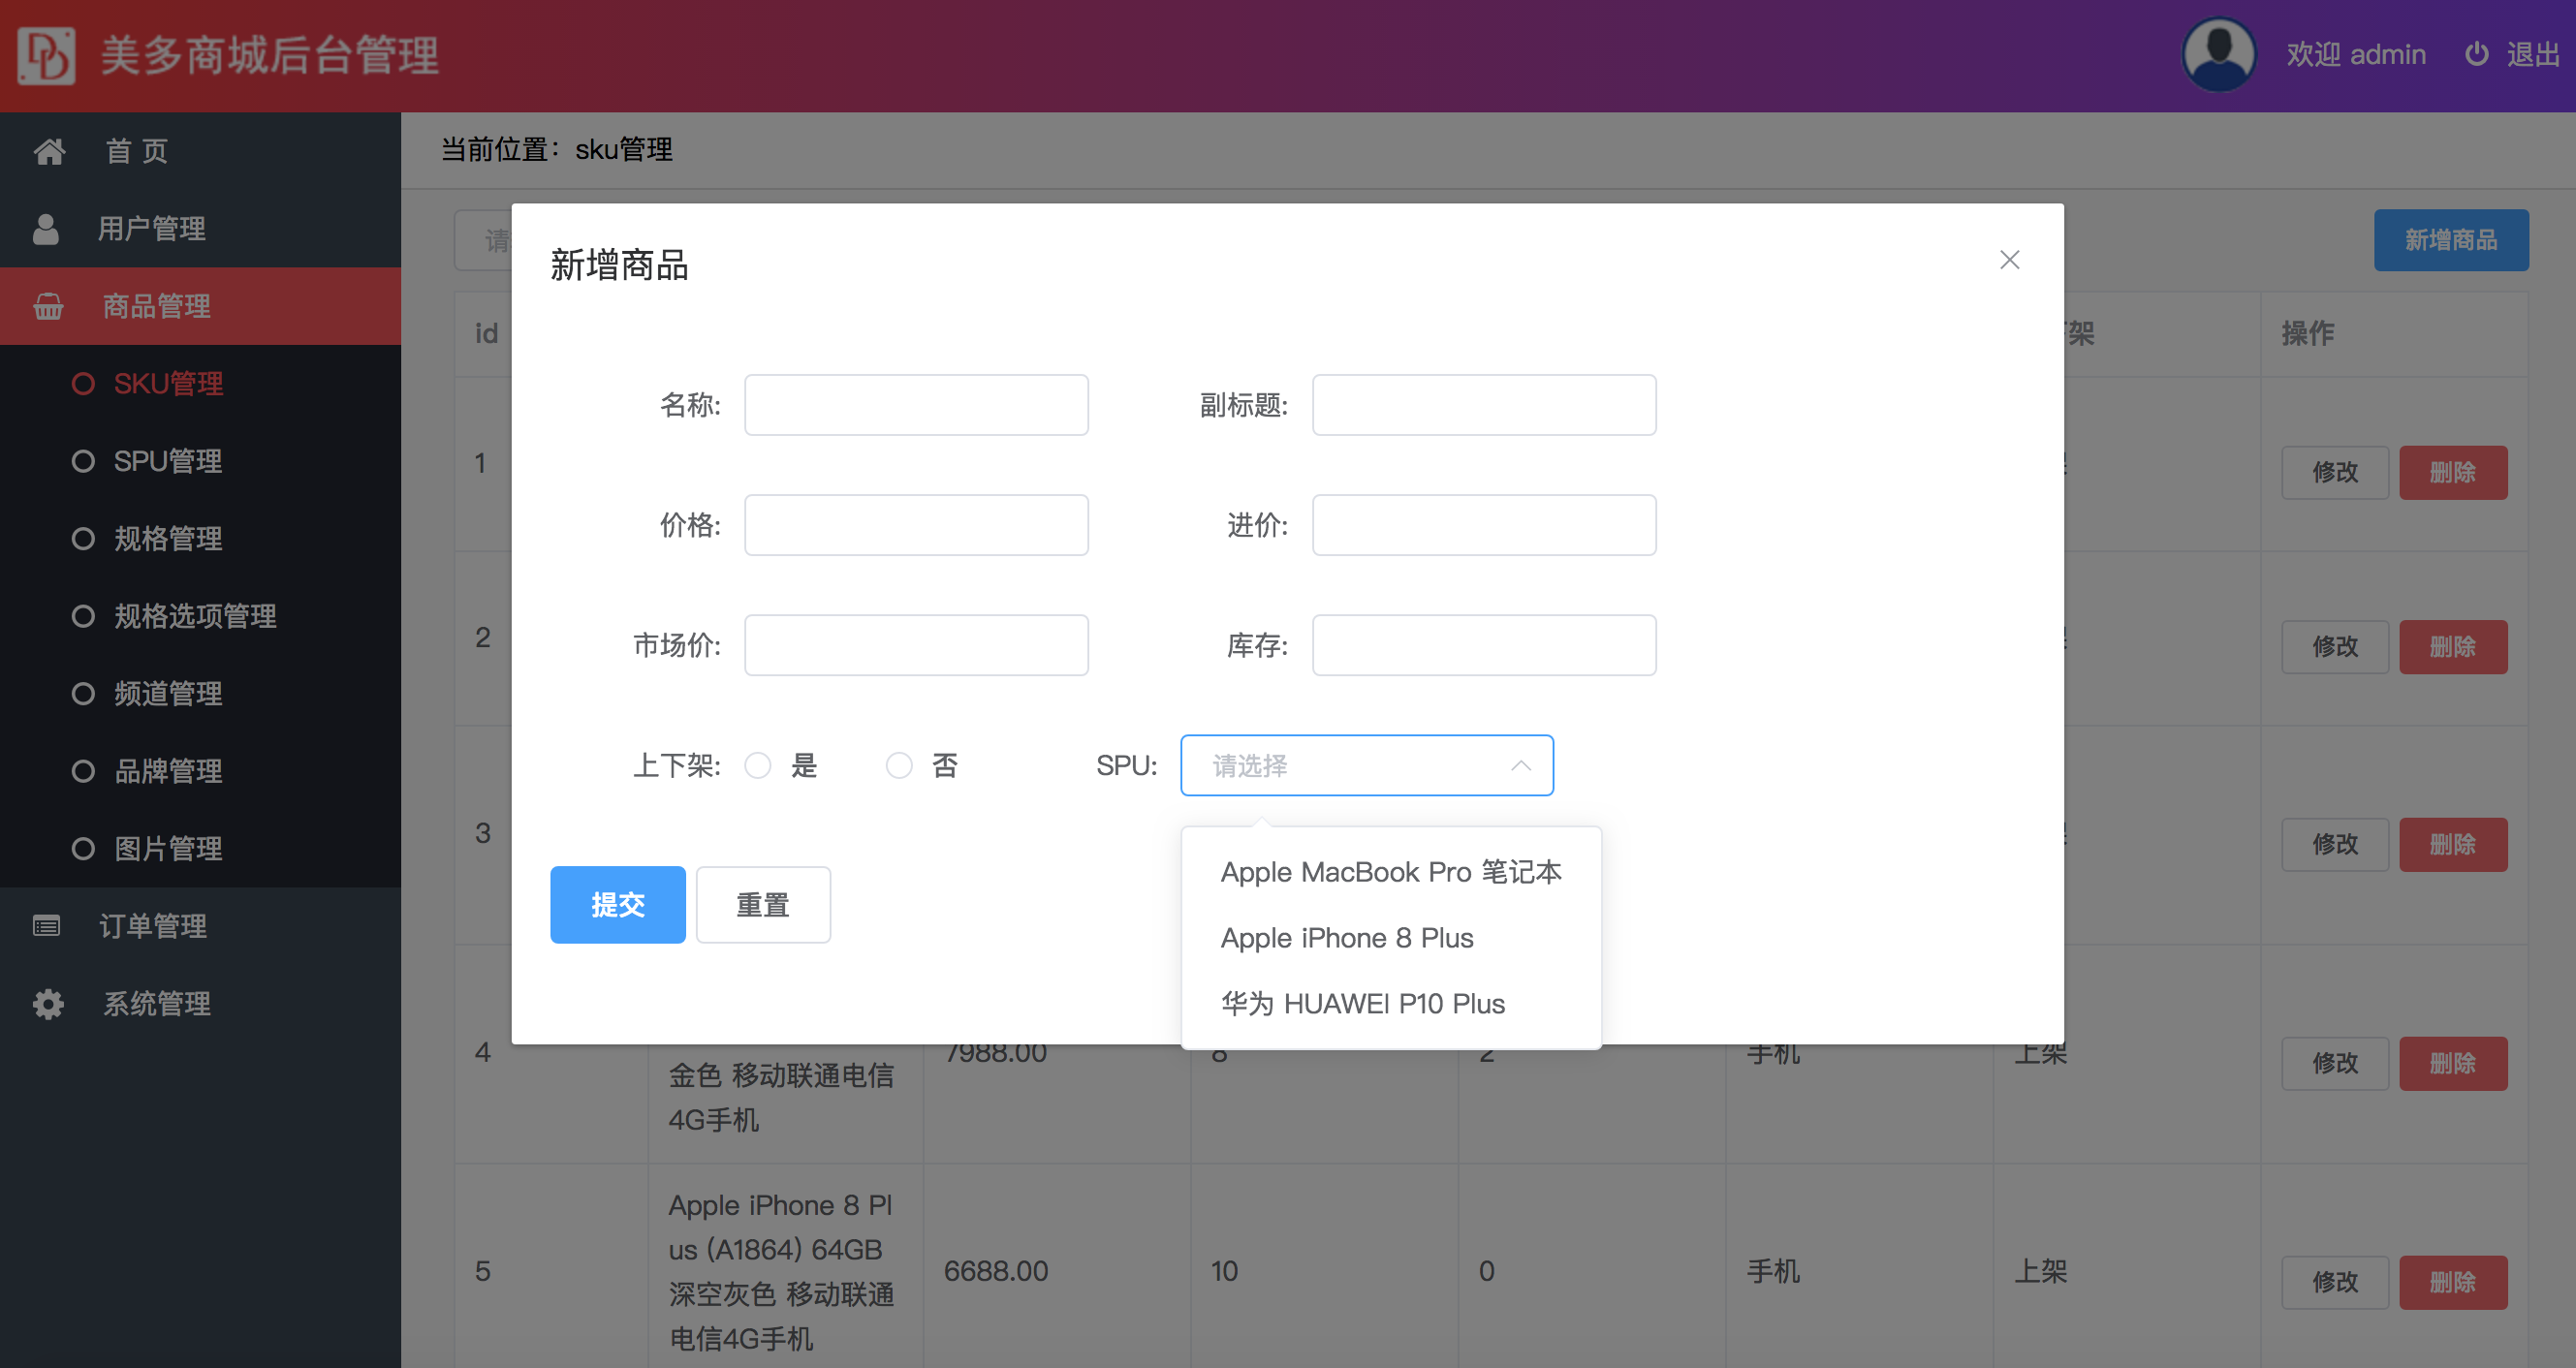 美多商城后台管理
欢迎 admin
退出
首 页
用户管理
商品管理
SKU管理
SPU管理
规格管理
规格选项管理
频道管理
品牌管理
图片管理
订单管理
系统管理
当前位置：sku管理
请
新增商品
id
架
操作
1
修改
删除
2
修改
删除
3
修改
删除
4
金色 移动联通电信
4G手机
7988.00
8
2
手机
上架
修改
删除
5
Apple iPhone 8 Pl
us (A1864) 64GB
深空灰色 移动联通
电信4G手机
6688.00
10
0
手机
上架
修改
删除
新增商品
名称:
副标题:
价格:
进价:
市场价:
库存:
上下架:
是
否
SPU:
请选择
Apple MacBook Pro 笔记本
Apple iPhone 8 Plus
华为 HUAWEI P10 Plus
提交
重置